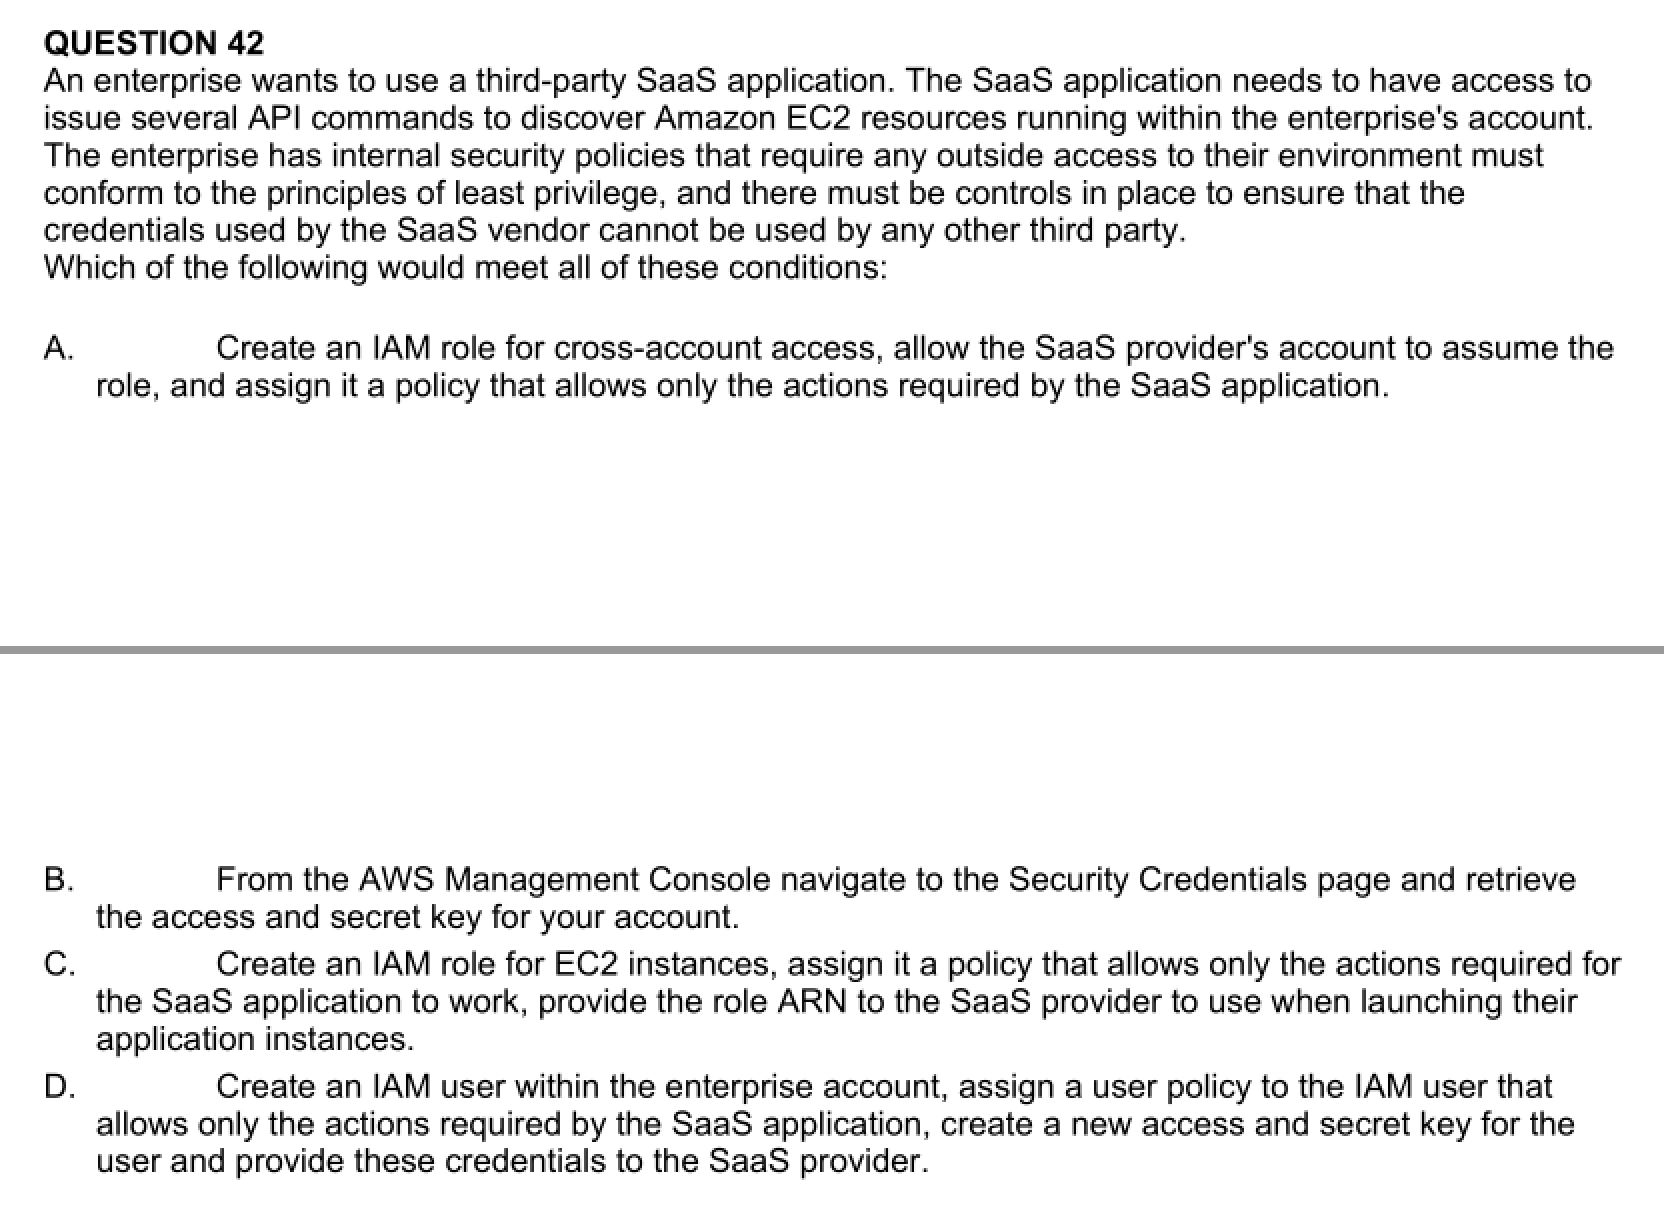 QUESTION 42
An enterprise wants to use a third-party SaaS application. The SaaS application needs to have access to
issue several API commands to discover Amazon EC2 resources running within the enterprise's account.
The enterprise has internal security policies that require any outside access to their environment must
conform to the principles of least privilege, and there must be controls in place to ensure that the
credentials used by the SaaS vendor cannot be used by any other third party.
Which of the following would meet all of these conditions:
A. Create an IAM role for cross-account access, allow the SaaS provider's account to assume the
role, and assign it a policy that allows only the actions required by the SaaS application.
B. From the AWS Management Console navigate to the Security Credentials page and retrieve
the access and secret key for your account.
C. Create an IAM role for EC2 instances, assign it a policy that allows only the actions required for
the SaaS application to work, provide the role ARN to the SaaS provider to use when launching their
application instances.
D. Create an IAM user within the enterprise account, assign a user policy to the IAM user that
allows only the actions required by the SaaS application, create a new access and secret key for the
user and provide these credentials to the SaaS provider.